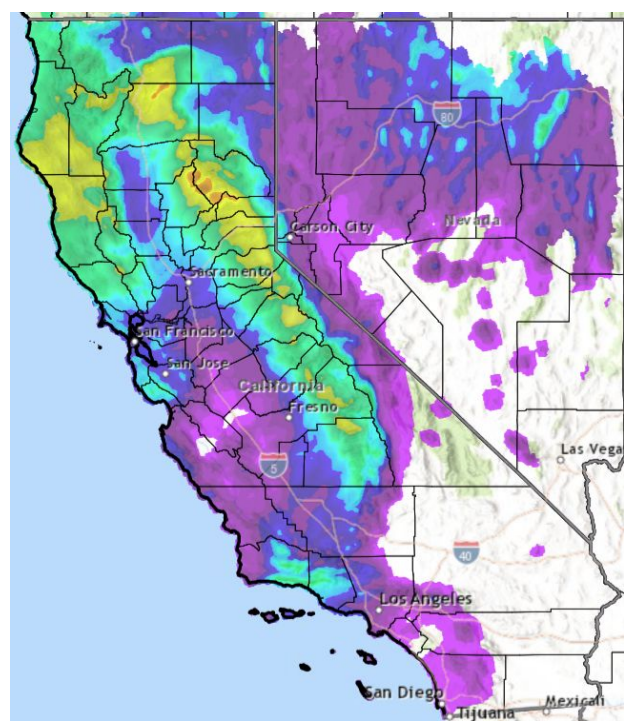 80
Nevada
Carson City
Sacramento
San Francisco
San Jose
California
Fresno
5
Las Vega
40
Los Angeles
San Diego
Tijuana
Mexicali